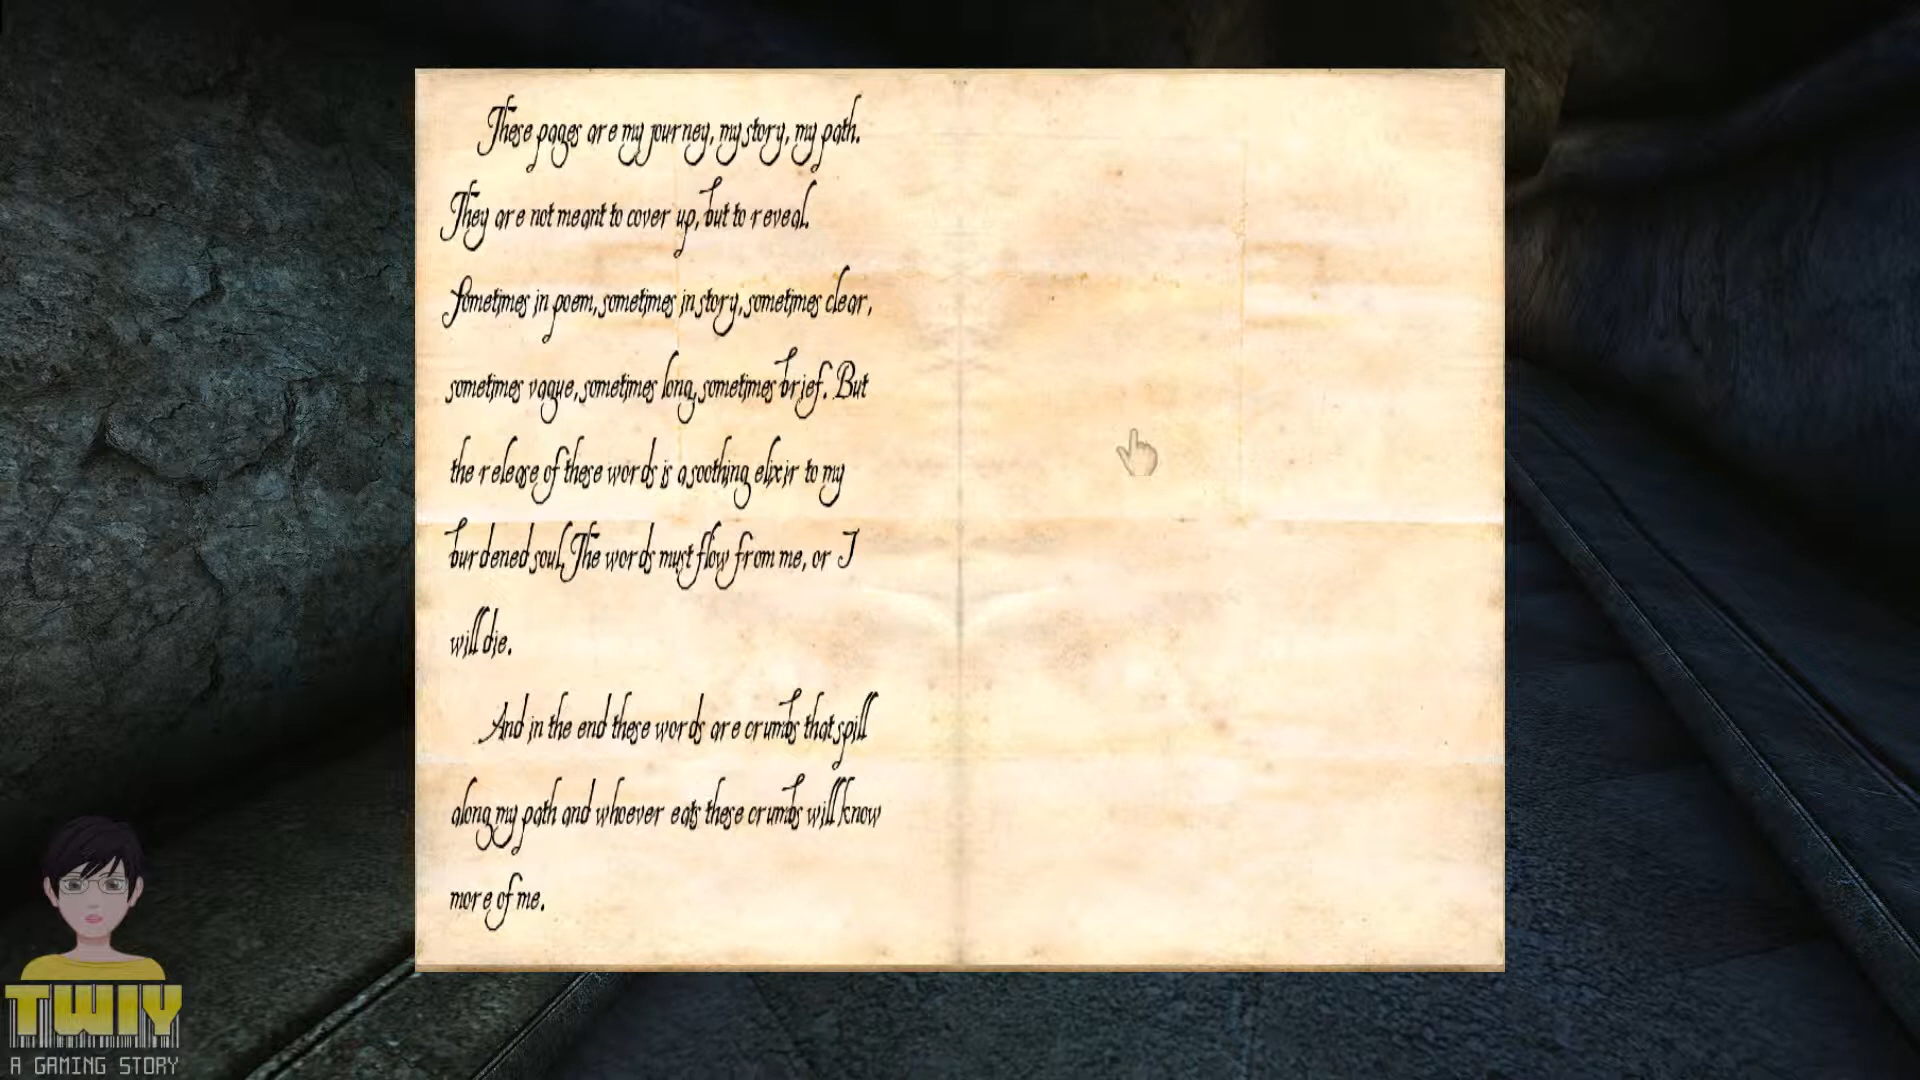 These pages are my journey, my story, my path.
They are not meant to cover up, but to reveal.
Sometimes in poem, sometimes in story, sometimes clear,
sometimes vague, sometimes long, sometimes brief. But
the release of these words is a soothing elixir to my
burdened soul. The words must flow from me, or I
will die.
And in the end these words are crumbs that spill
along my path and whoever eats these crumbs will know
more of me.
TWIY
A GAMING STORY